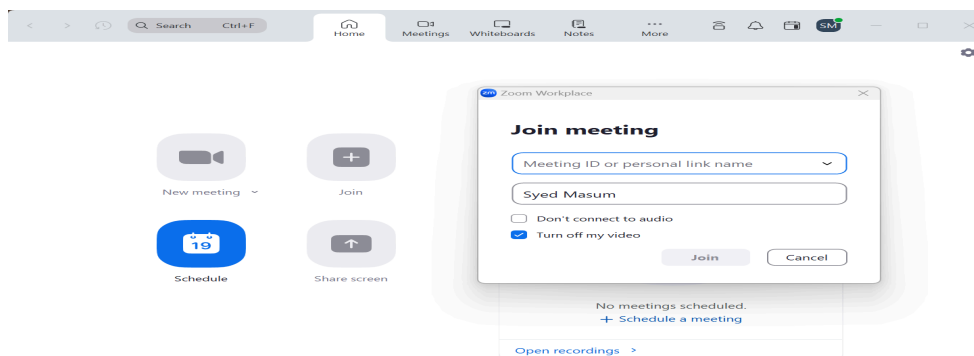 Search Ctrl+F
Home
Meetings
Whiteboards
Notes
More
SM
zm Zoom Workplace
Join meeting
Meeting ID or personal link name
Syed Masum
Don't connect to audio
Turn off my video
Join Cancel
New meeting
Join
19
Schedule
Share screen
No meetings scheduled.
+ Schedule a meeting
Open recordings >